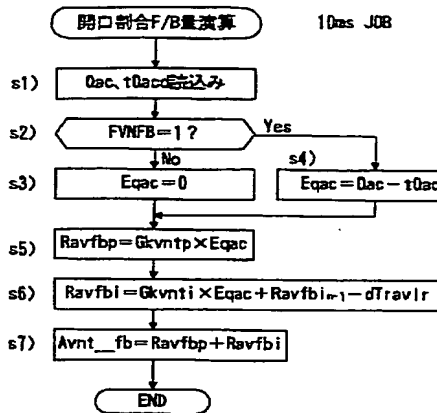 開口割合F/B量演算
10ms JOB
s1)
Qac、tQacd読込み
s2)
FVNFB=1?
Yes
No
s3)
Eqac=0
s4)
Eqac=Qac-tQac
s5)
Ravfbp=Gkvntp×Eqac
s6)
Ravfbi=Gkvnti×Eqac+Ravfbin-1-dTravlr
s7)
Avnt__fb=Ravfbp+Ravfbi
END